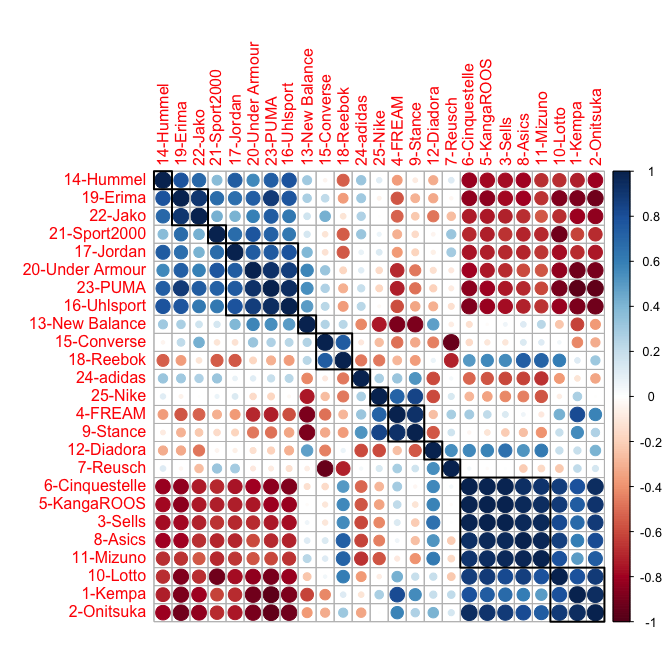 14-Hummel
19-Erima
22-Jako
21-Sport2000
17-Jordan
20-Under Armour
23-PUMA
16-Uhlsport
13-New Balance
15-Converse
18-Reebok
24-adidas
25-Nike
4-FREAM
9-Stance
12-Diadora
7-Reusch
6-Cinquestelle
5-KangaROOS
3-Sells
8-Asics
11-Mizuno
10-Lotto
1-Kempa
2-Onitsuka
14-Hummel
19-Erima
22-Jako
21-Sport2000
17-Jordan
20-Under Armour
23-PUMA
16-Uhlsport
13-New Balance
15-Converse
18-Reebok
24-adidas
25-Nike
4-FREAM
9-Stance
12-Diadora
7-Reusch
6-Cinquestelle
5-KangaROOS
3-Sells
8-Asics
11-Mizuno
10-Lotto
1-Kempa
2-Onitsuka
1
0.8
0.6
0.4
0.2
0
-0.2
-0.4
-0.6
-0.8
-1